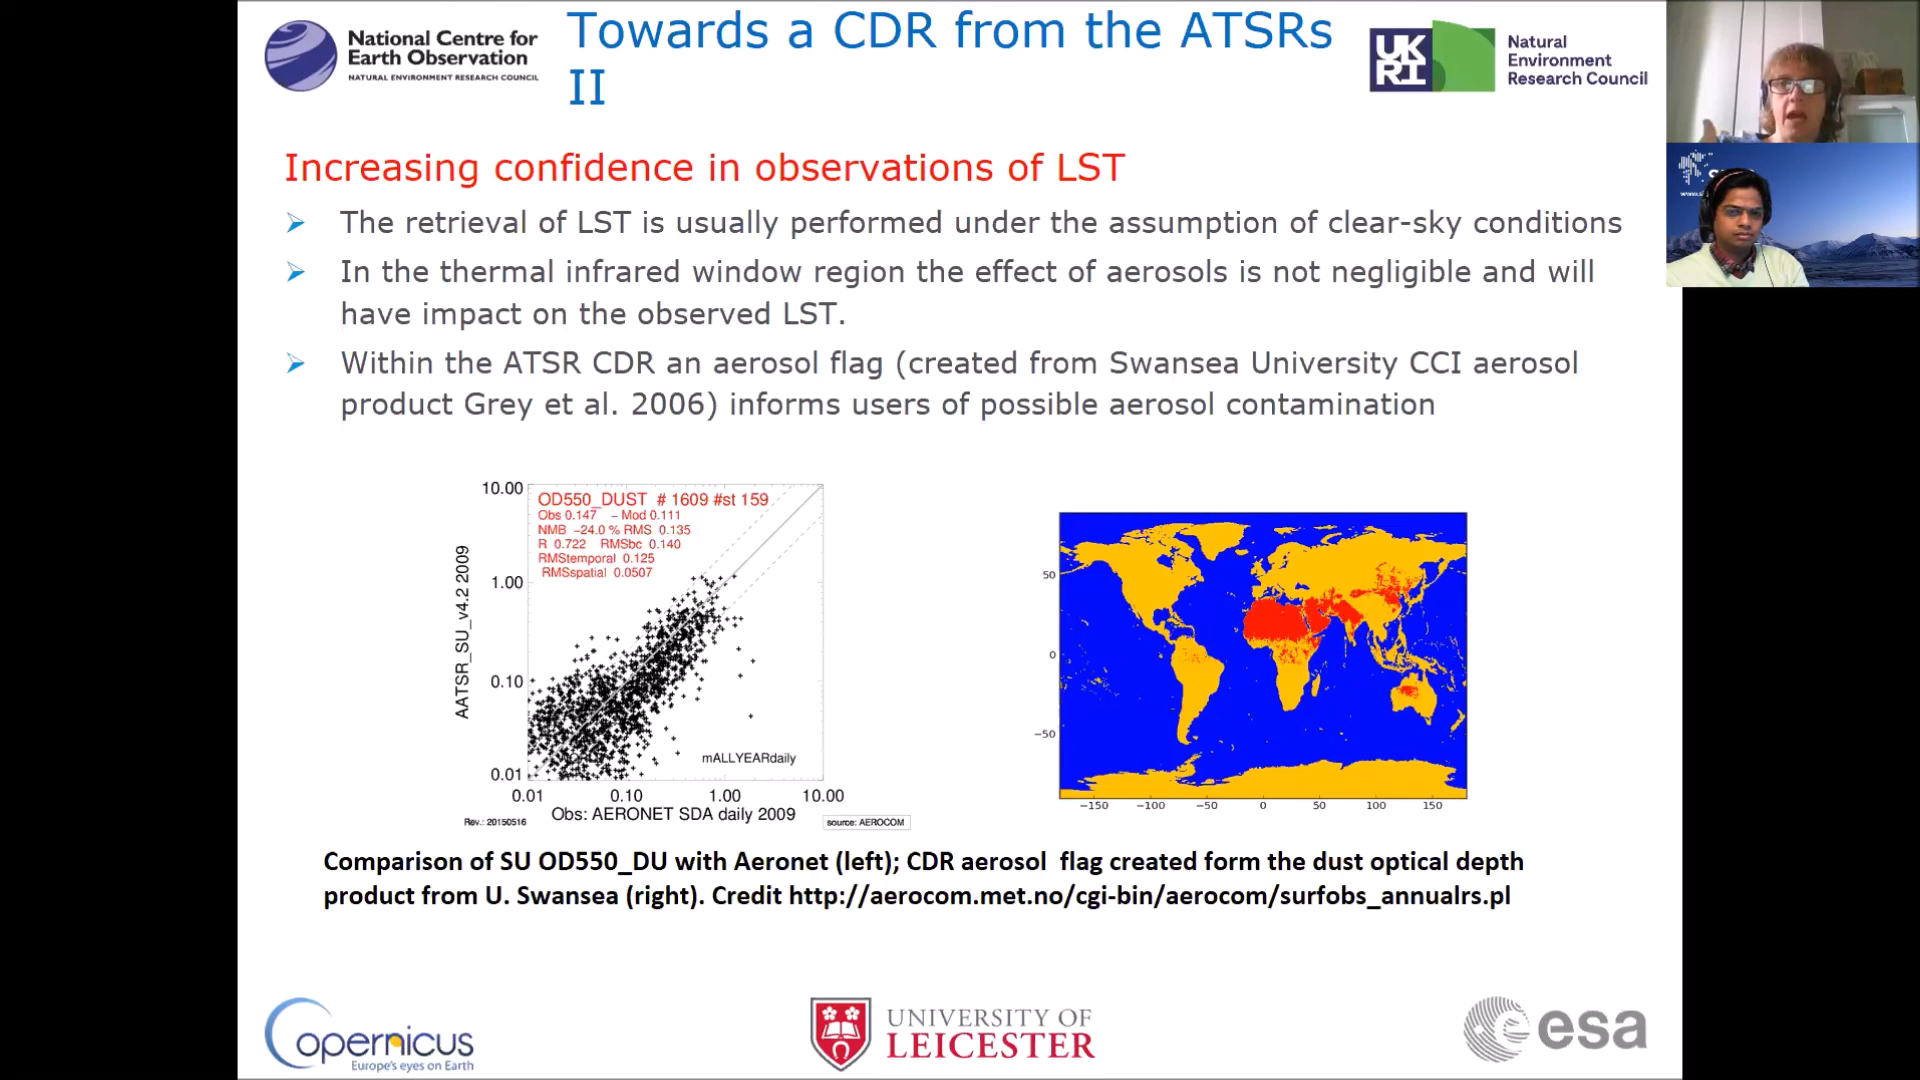 National Centre for
Earth Observation
NATURAL ENVIRONMENT RESEARCH COUNCIL
Towards a CDR from the ATSRs
II
UK
RI
Natural
Environment
Research Council
Increasing confidence in observations of LST
The retrieval of LST is usually performed under the assumption of clear-sky conditions
In the thermal infrared window region the effect of aerosols is not negligible and will
have impact on the observed LST.
Within the ATSR CDR an aerosol flag (created from Swansea University CCI aerosol
product Grey et al. 2006) informs users of possible aerosol contamination
AATSR_SU_v4.2 2009
10.00
1.00
0.10
0.01
OD550_DUST # 1609 #st 159
Obs 0.147 – Mod 0.111
NMB –24.0 % RMS 0.135
R 0.722 RMSbc 0.140
RMStemporal 0.125
RMSspatial 0.0507
mALLYEARdaily
0.01 0.10 1.00 10.00
Obs: AERONET SDA daily 2009
Rev.: 20150516
source: AEROCOM
50
0
−50
−150 −100 −50 0 50 100 150
Comparison of SU OD550_DU with Aeronet (left); CDR aerosol flag created form the dust optical depth
product from U. Swansea (right). Credit http://aerocom.met.no/cgi-bin/aerocom/surfobs_annualrs.pl
Copernicus
Europe's eyes on Earth
UNIVERSITY OF
LEICESTER
esa